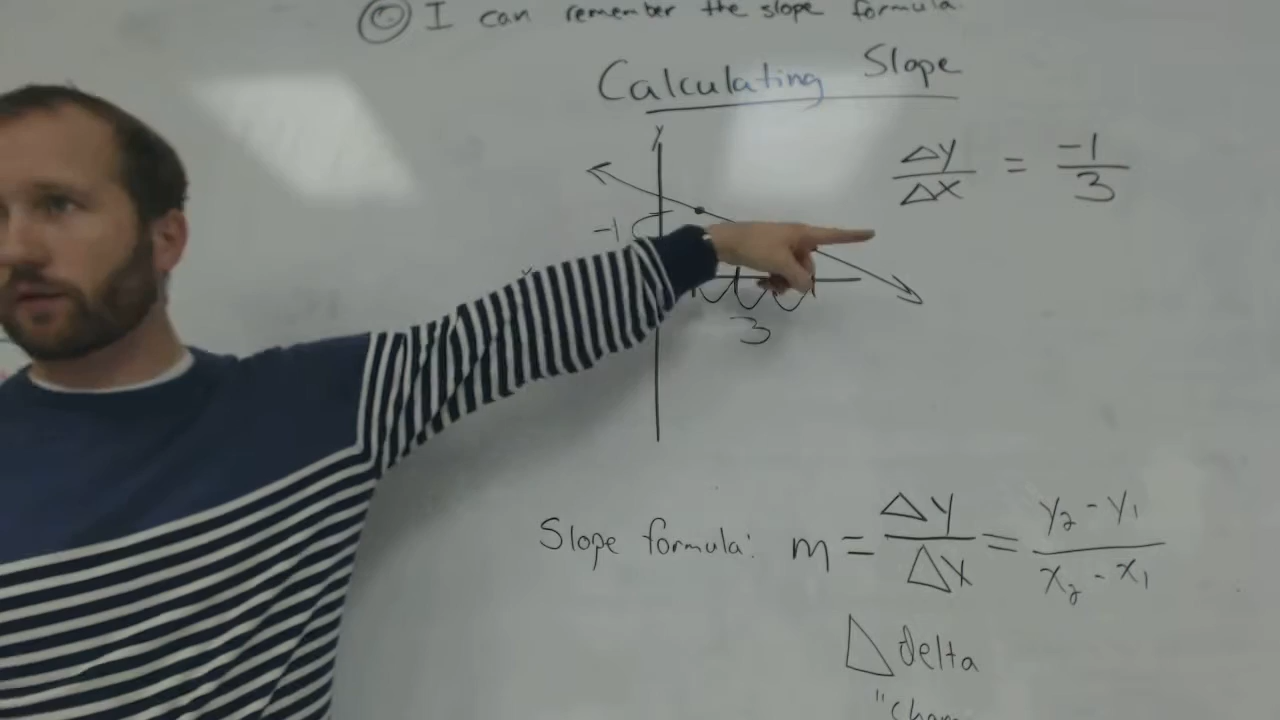 I can remember the slope formula
Calculating Slope
y
Δy/Δx = -1/3
-1
3
Slope formula: m = Δy/Δx = y₂-y₁/x₂-x₁
Δ delta